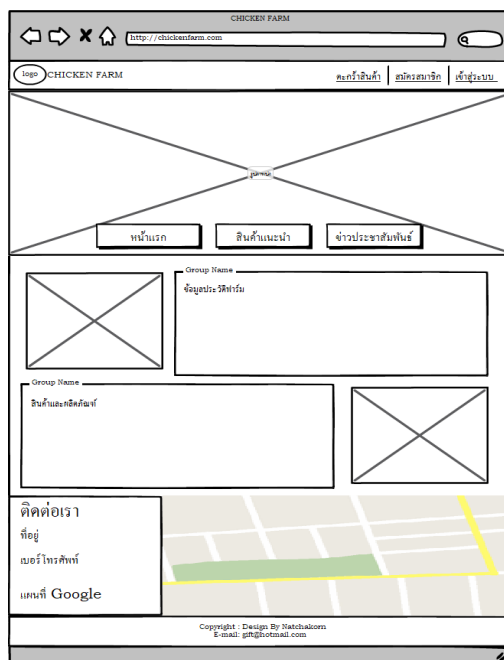 CHICKEN FARM
http://chickenfarm.com
logo
CHICKEN FARM
ตะกร้าสินค้า
สมัครสมาชิก
เข้าสู่ระบบ
หน้าแรก
สินค้าแนะนำ
ข่าวประชาสัมพันธ์
Group Name
ข้อมูลประวัติฟาร์ม
Group Name
สินค้าและผลิตภัณฑ์
ติดต่อเรา
ที่อยู่
เบอร์โทรศัพท์
แผนที่ Google
Copyright : Design By Natchakorn
E-mail: gift@hotmail.com